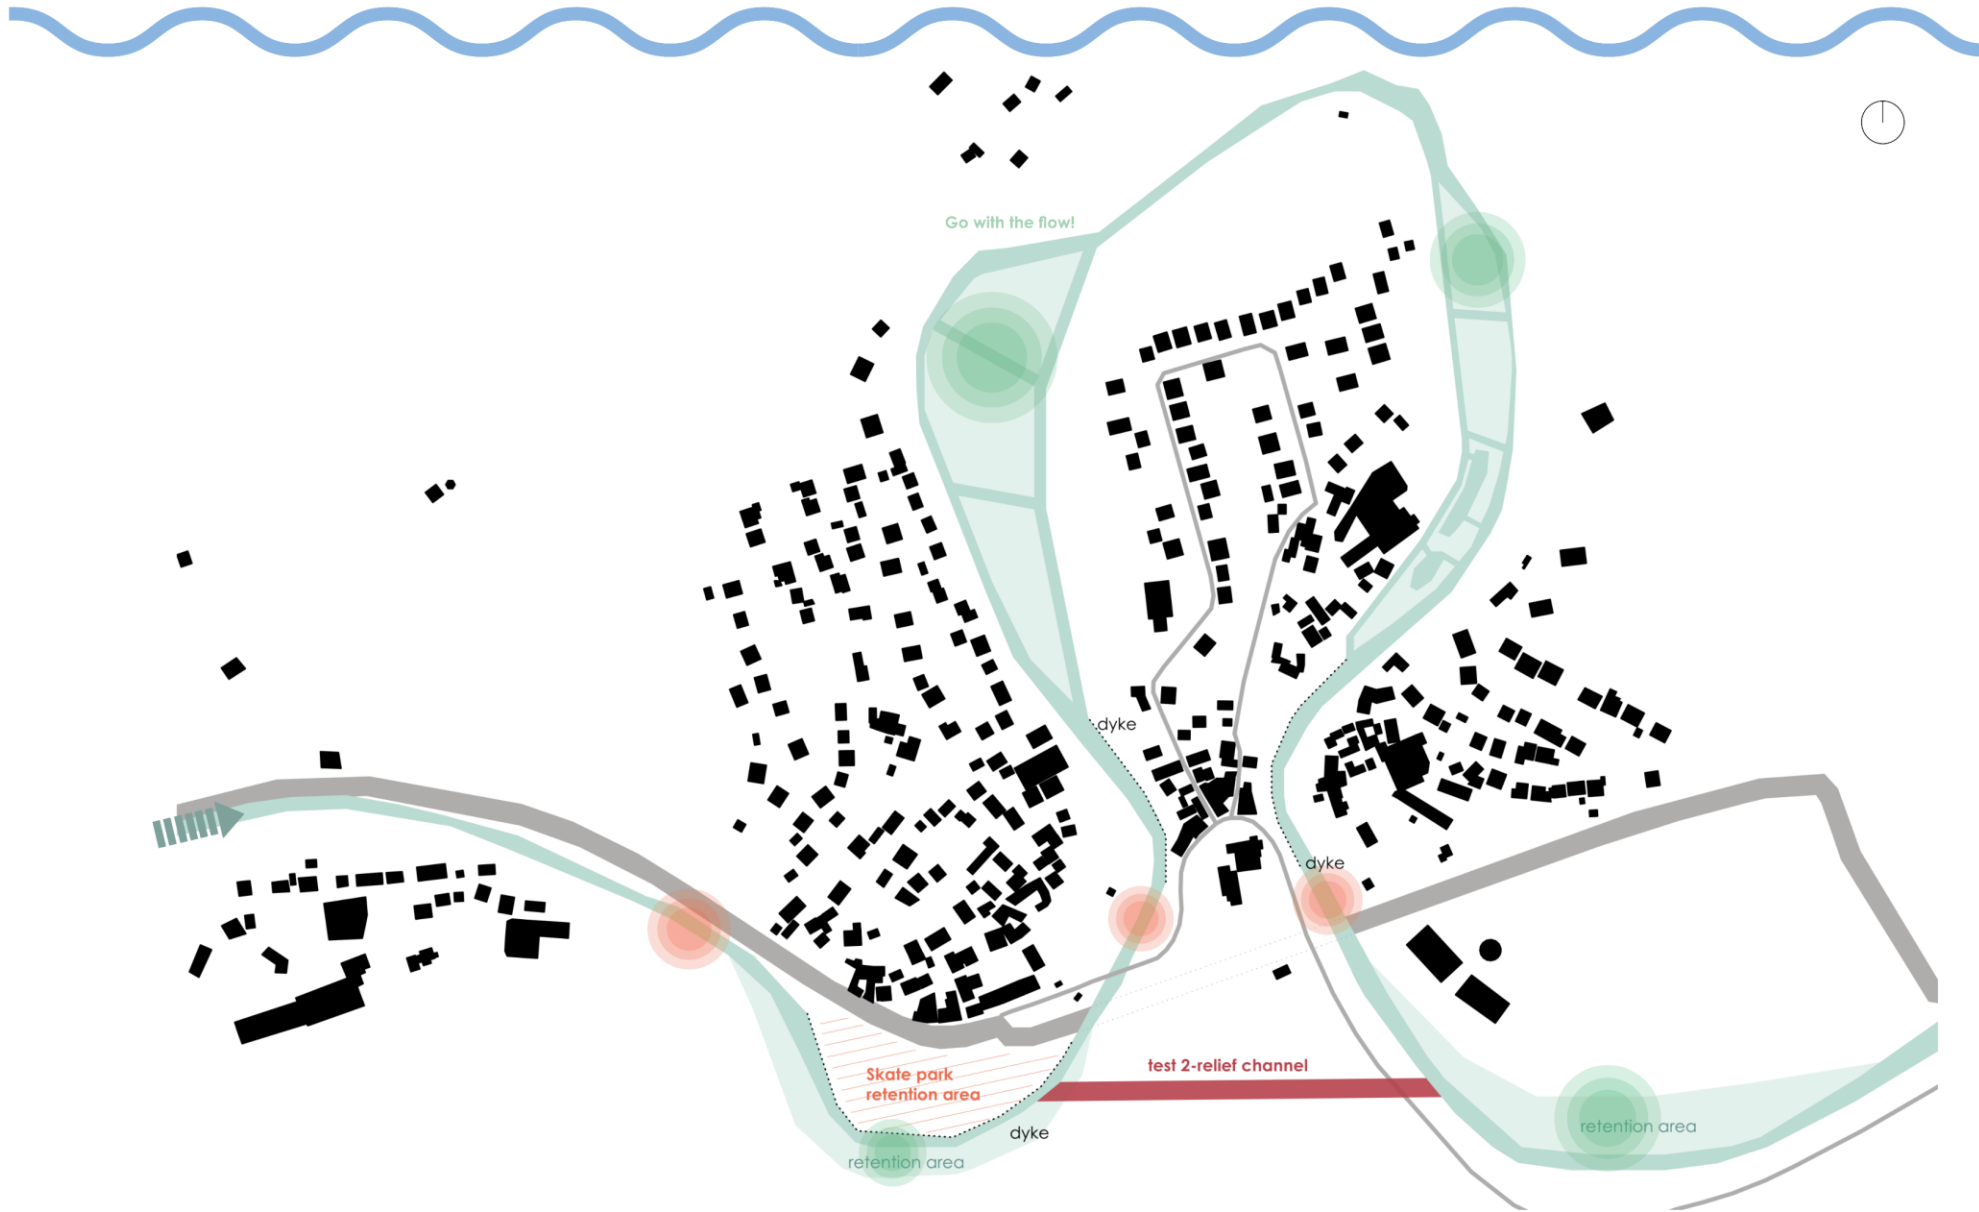 Go with the flow!
dyke
dyke
test 2-relief channel
Skate park
retention area
dyke
retention area
retention area